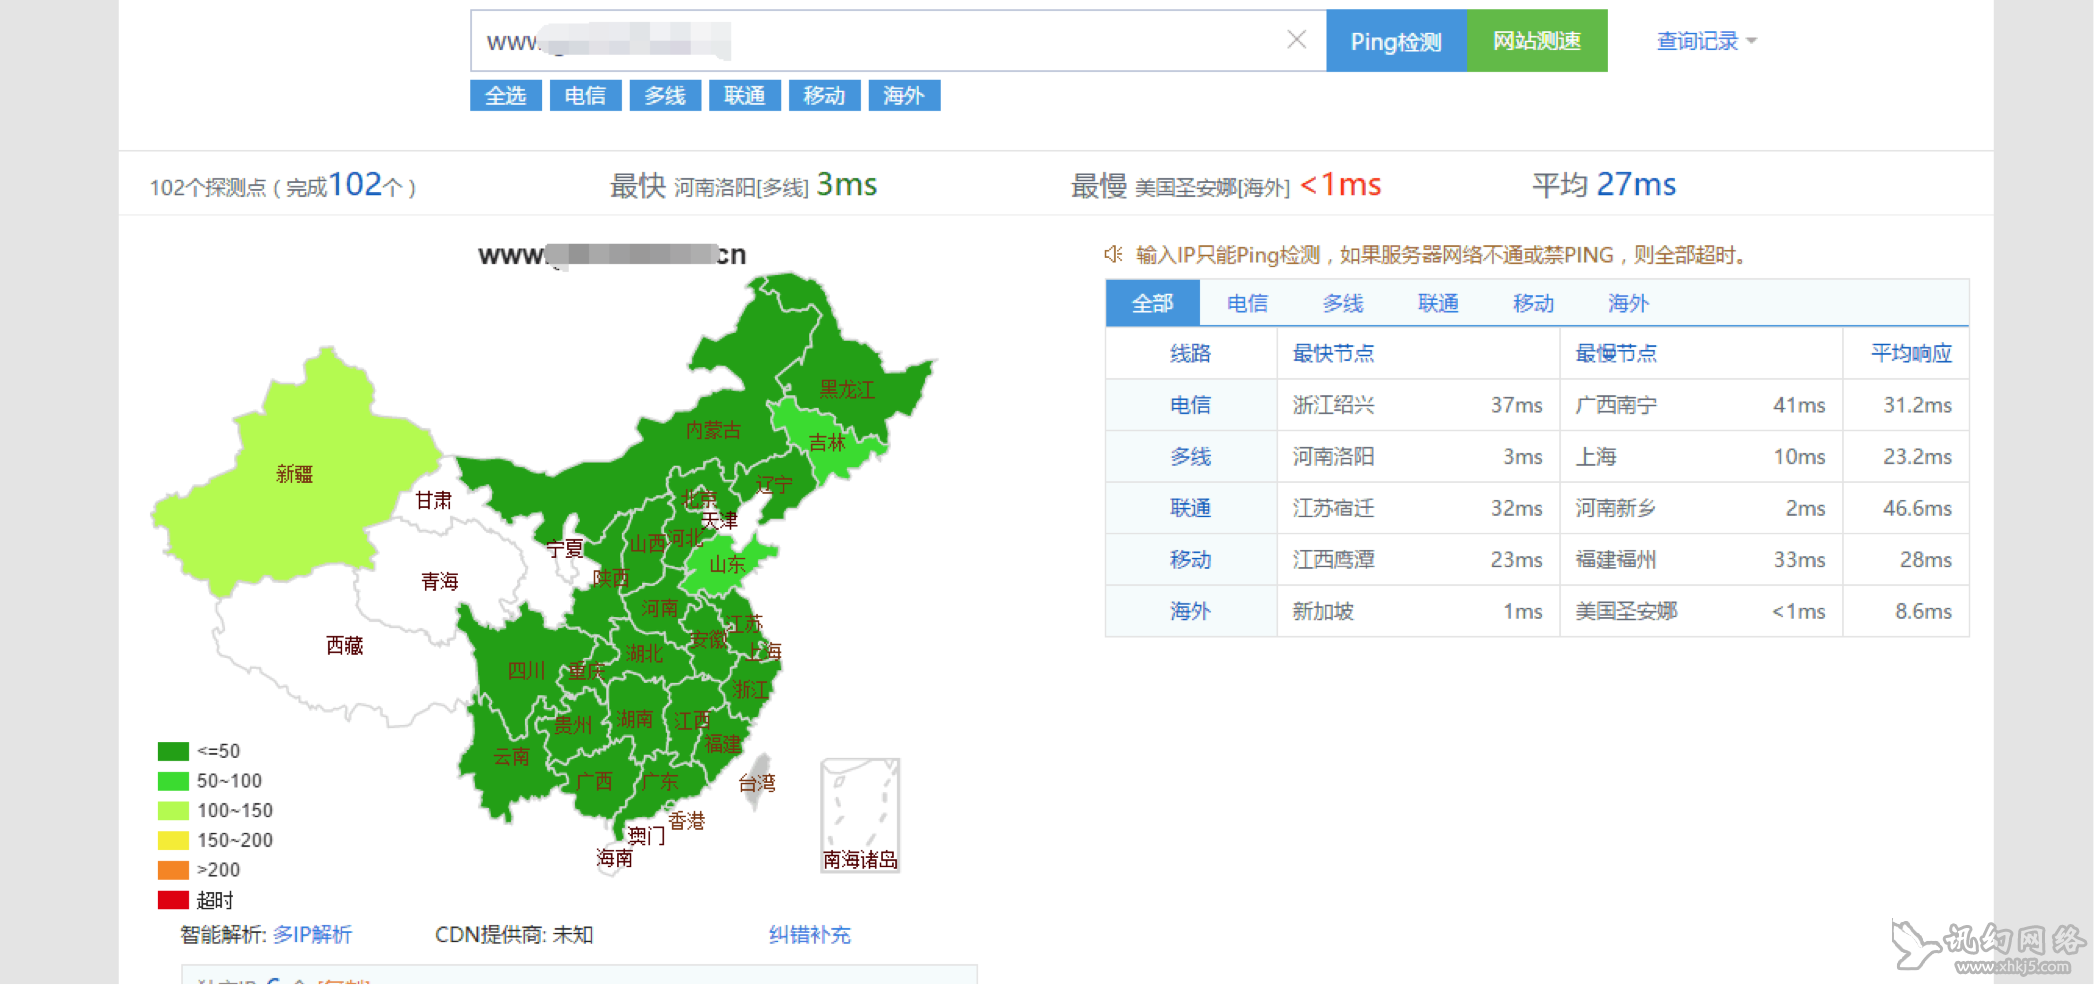 www.
Ping检测 网站测速 查询记录
全选 电信 多线 联通 移动 海外
102个探测点 ( 完成102个 ) 最快 河南洛阳[多线] 3ms 最慢 美国圣安娜[海外] <1ms 平均 27ms
www. cn
输入IP只能Ping检测，如果服务器网络不通或禁PING，则全部超时。
全部 电信 多线 联通 移动 海外
线路 最快节点 最慢节点 平均响应
电信 浙江绍兴 37ms 广西南宁 41ms 31.2ms
多线 河南洛阳 3ms 上海 10ms 23.2ms
联通 江苏宿迁 32ms 河南新乡 2ms 46.6ms
移动 江西鹰潭 23ms 福建福州 33ms 28ms
海外 新加坡 1ms 美国圣安娜 <1ms 8.6ms
黑龙江
内蒙古
吉林
新疆
辽宁
甘肃
北京
天津
宁夏
山西
河北
山东
青海
陕西
河南
江苏
西藏
安徽
湖北
上海
四川
重庆
浙江
贵州
湖南
江西
福建
云南
广西
广东
台湾
香港
澳门
海南
南海诸岛
<=50
50~100
100~150
150~200
>200
超时
智能解析: 多IP解析 CDN提供商: 未知 纠错补充
讯幻网络
www.xhkj5.com